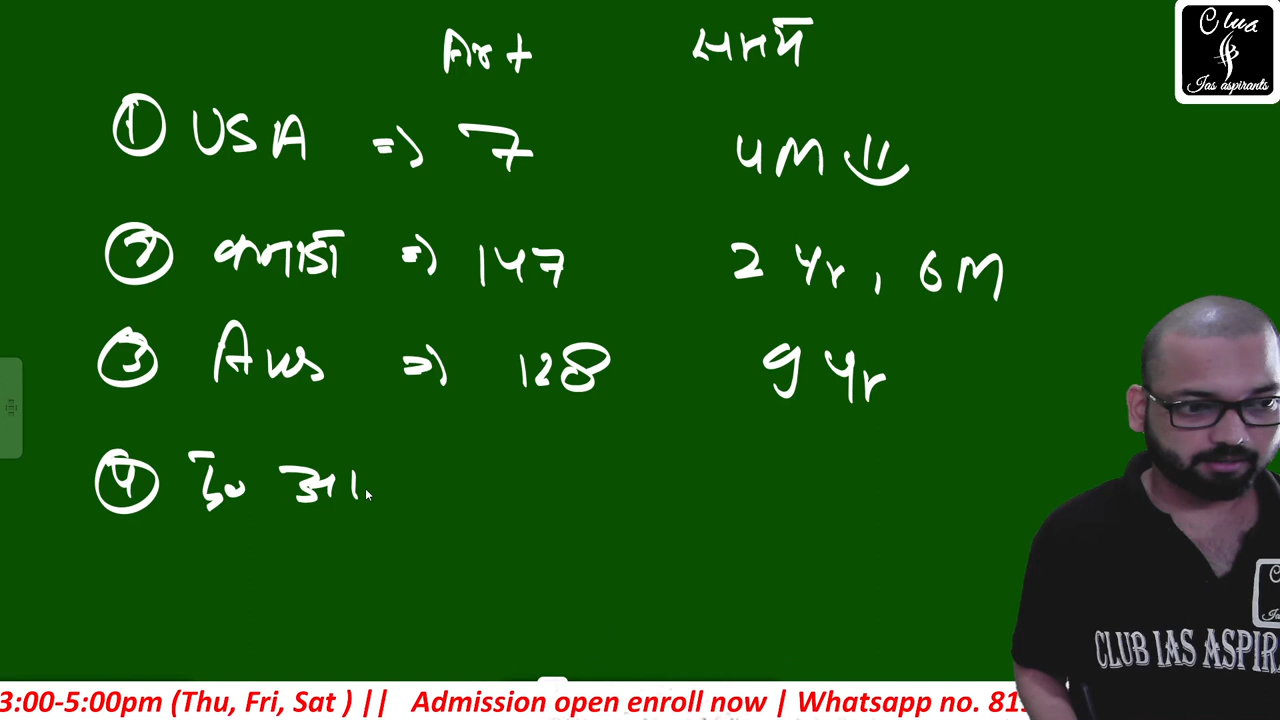 Art समय
Club
Ias aspirants
① USA ⇒ 7 4M
② कनाडा ⇒ 147 2 Yr, 6M
③ Aus ⇒ 128 9 Yr
④ द०
CLUB IAS ASPIR
3:00-5:00pm (Thu, Fri, Sat ) || Admission open enroll now | Whatsapp no. 81